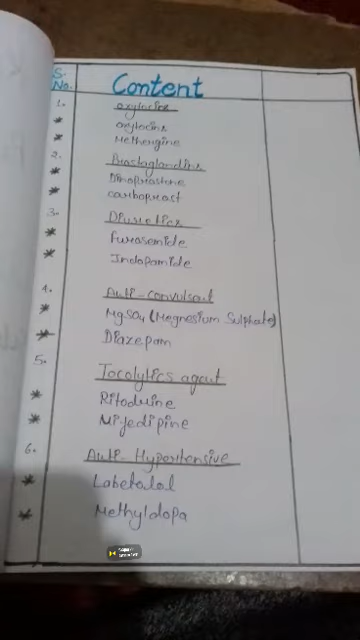 S. No. Content
1. oxytocics
* oxytocin
* Methergine
2. Prostaglandins
* Dinoprostone
* carboprost
3. Diuretics
* Furosemide
* Indapamide
4. Anti-convulsant
* MgSO4 (Megnesium Sulphate)
* Diazepam
5. Tocolytics agent
* Ritodrine
* Nifedipine
6. Anti-Hypertensive
* Labetalol
* Methyldopa